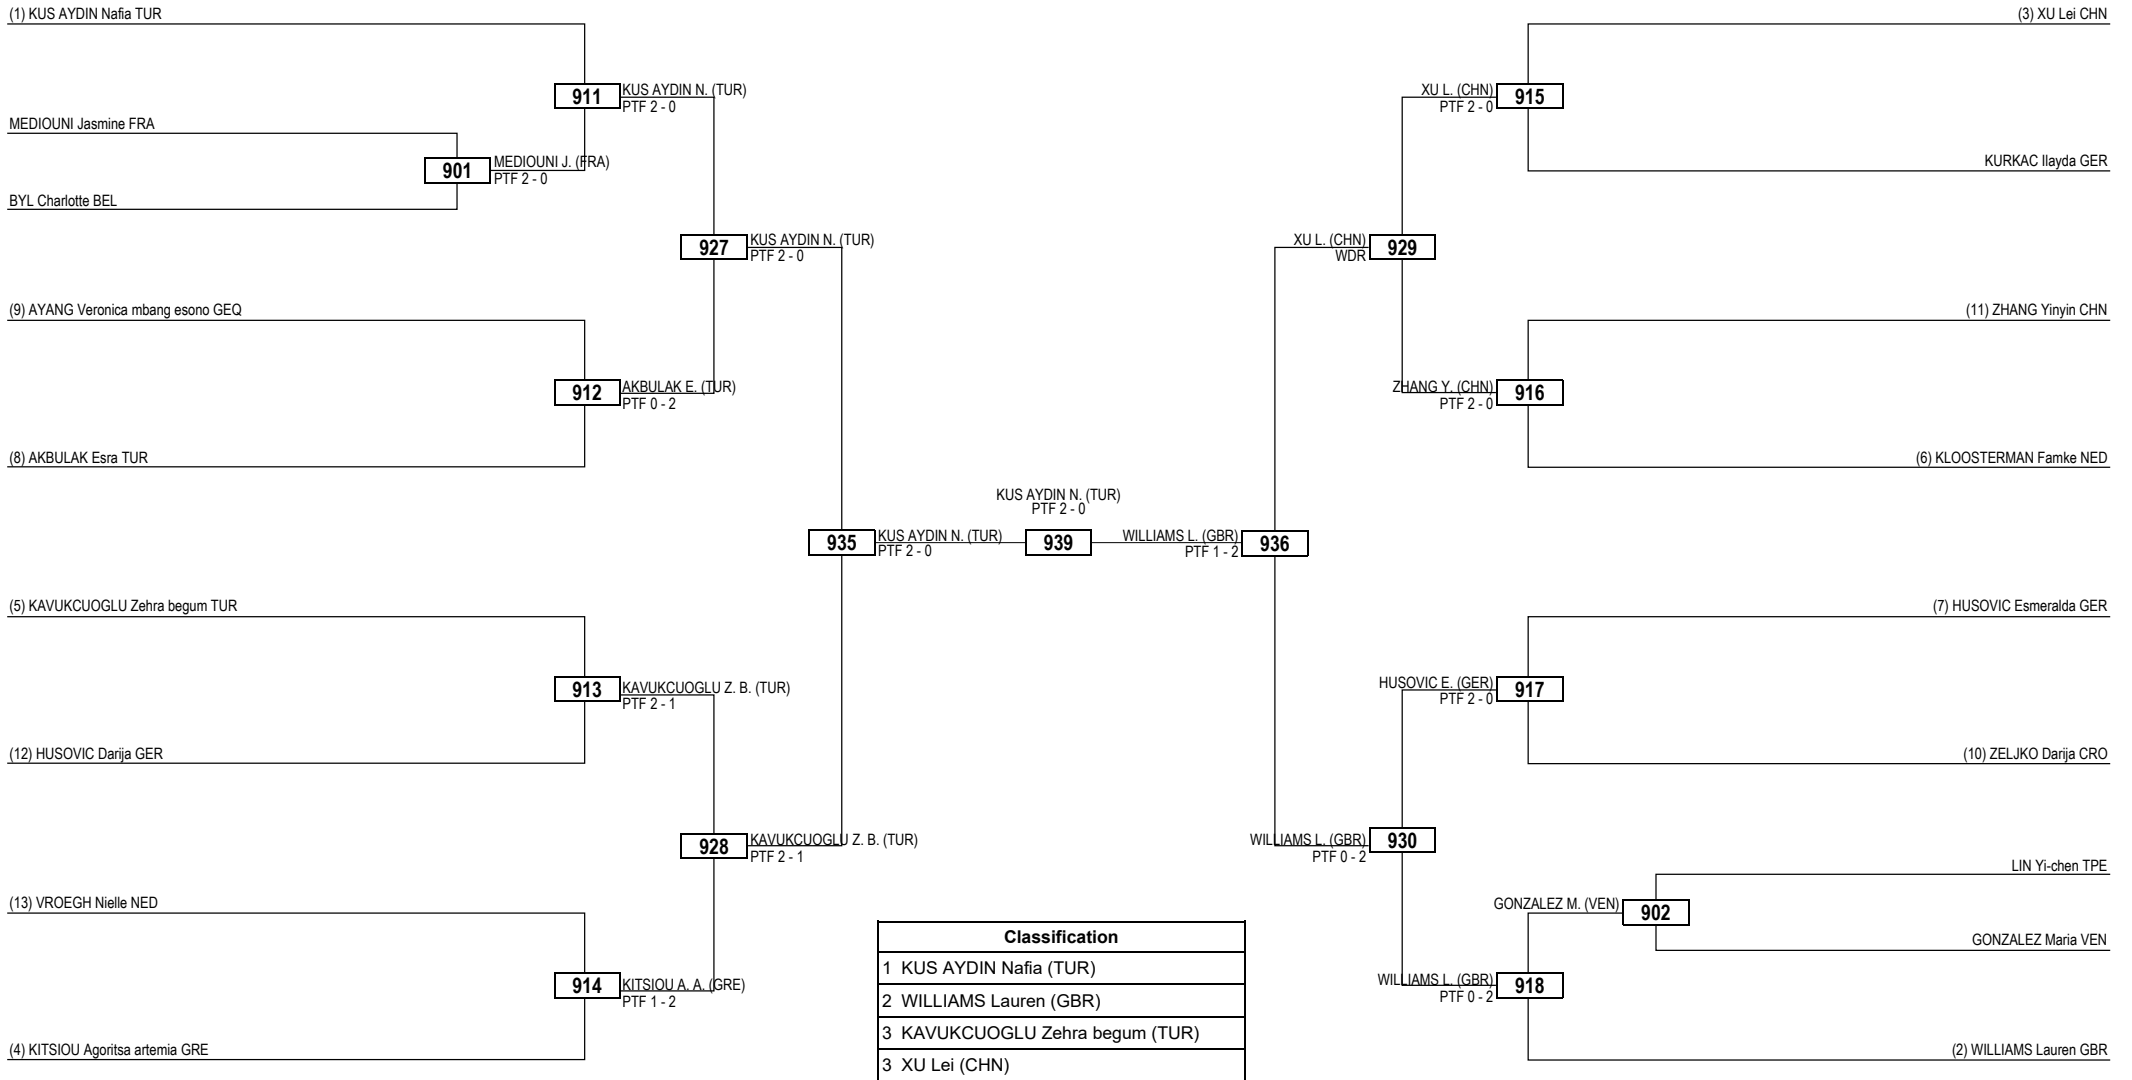 (1) KUS AYDIN Nafia TUR
911
KUS AYDIN N. (TUR)
PTF 2 - 0
MEDIOUNI Jasmine FRA
901
MEDIOUNI J. (FRA)
PTF 2 - 0
BYL Charlotte BEL
927
KUS AYDIN N. (TUR)
PTF 2 - 0
(9) AYANG Veronica mbang esono GEQ
912
AKBULAK E. (TUR)
PTF 0 - 2
(8) AKBULAK Esra TUR
935
KUS AYDIN N. (TUR)
PTF 2 - 0
(5) KAVUKCUOGLU Zehra begum TUR
913
KAVUKCUOGLU Z. B. (TUR)
PTF 2 - 1
(12) HUSOVIC Darija GER
928
KAVUKCUOGLU Z. B. (TUR)
PTF 2 - 1
(13) VROEGH Nielle NED
914
KITSIOU A. A. (GRE)
PTF 1 - 2
(4) KITSIOU Agoritsa artemia GRE
KUS AYDIN N. (TUR)
PTF 2 - 0
939
(3) XU Lei CHN
XU L. (CHN)
PTF 2 - 0
915
KURKAC Ilayda GER
XU L. (CHN)
WDR
929
(11) ZHANG Yinyin CHN
ZHANG Y. (CHN)
PTF 2 - 0
916
(6) KLOOSTERMAN Famke NED
WILLIAMS L. (GBR)
PTF 1 - 2
936
(7) HUSOVIC Esmeralda GER
HUSOVIC E. (GER)
PTF 2 - 0
917
(10) ZELJKO Darija CRO
WILLIAMS L. (GBR)
PTF 0 - 2
930
LIN Yi-chen TPE
GONZALEZ M. (VEN)
902
GONZALEZ Maria VEN
WILLIAMS L. (GBR)
PTF 0 - 2
918
(2) WILLIAMS Lauren GBR
Classification
1 KUS AYDIN Nafia (TUR)
2 WILLIAMS Lauren (GBR)
3 KAVUKCUOGLU Zehra begum (TUR)
3 XU Lei (CHN)